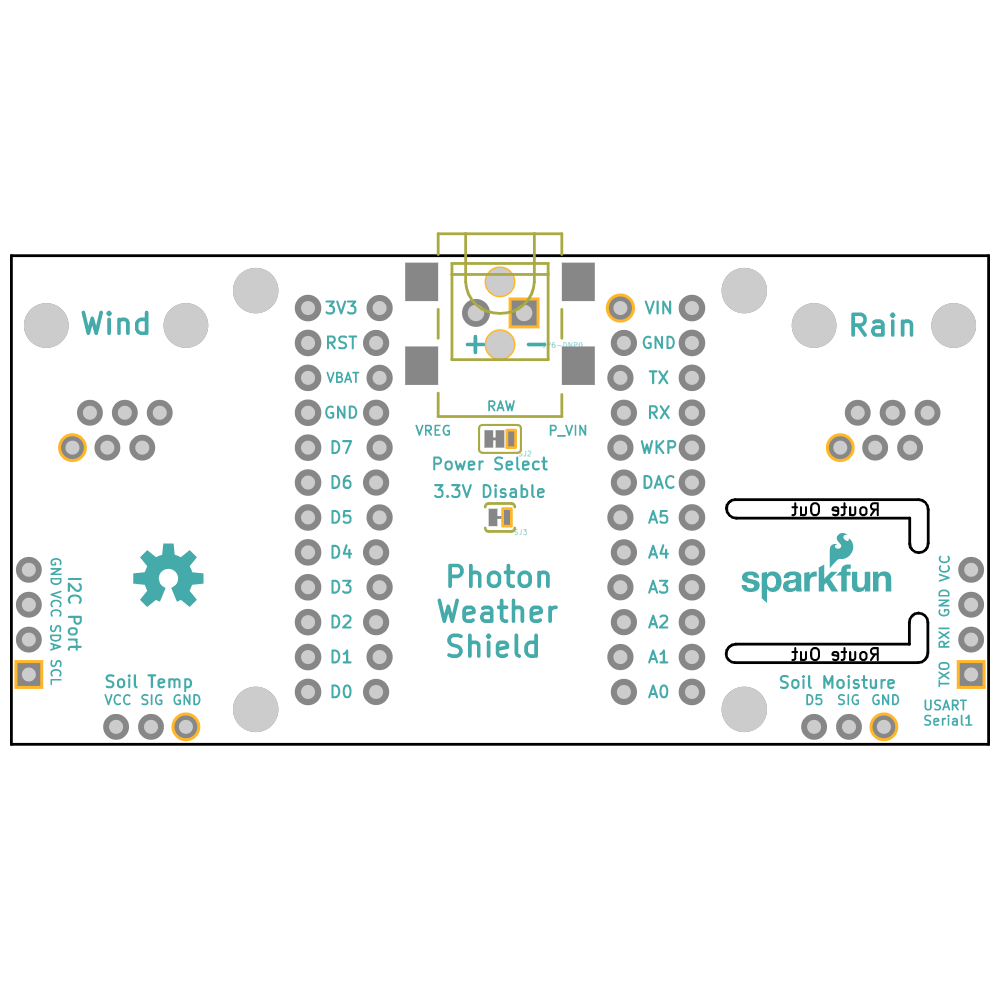 Wind
Rain
3V3
RST
VBAT
GND
D7
D6
D5
D4
D3
D2
D1
D0
+ −
RAW
VREG P_VIN
SJ2
Power Select
3.3V Disable
SJ3
Photon
Weather
Shield
VIN
GND
TX
RX
WKP
DAC
A5
A4
A3
A2
A1
A0
I2C Port
GND VCC SDA SCL
Soil Temp
VCC SIG GND
Route Out
sparkfun
Route Out
Soil Moisture
D5 SIG GND
TXO RXI GND VCC
USART
Serial1